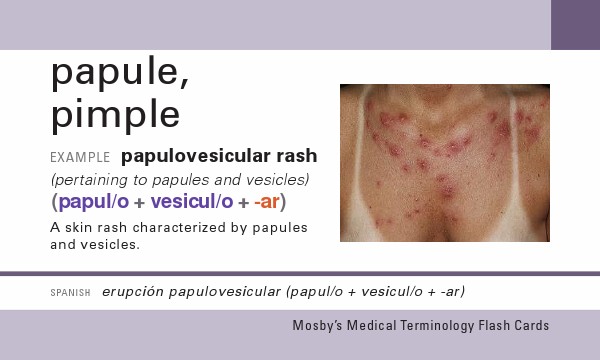 papule,
pimple
EXAMPLE papulovesicular rash
(pertaining to papules and vesicles)
(papul/o + vesicul/o + -ar)
A skin rash characterized by papules
and vesicles.
SPANISH erupción papulovesicular (papul/o + vesicul/o + -ar)
Mosby's Medical Terminology Flash Cards